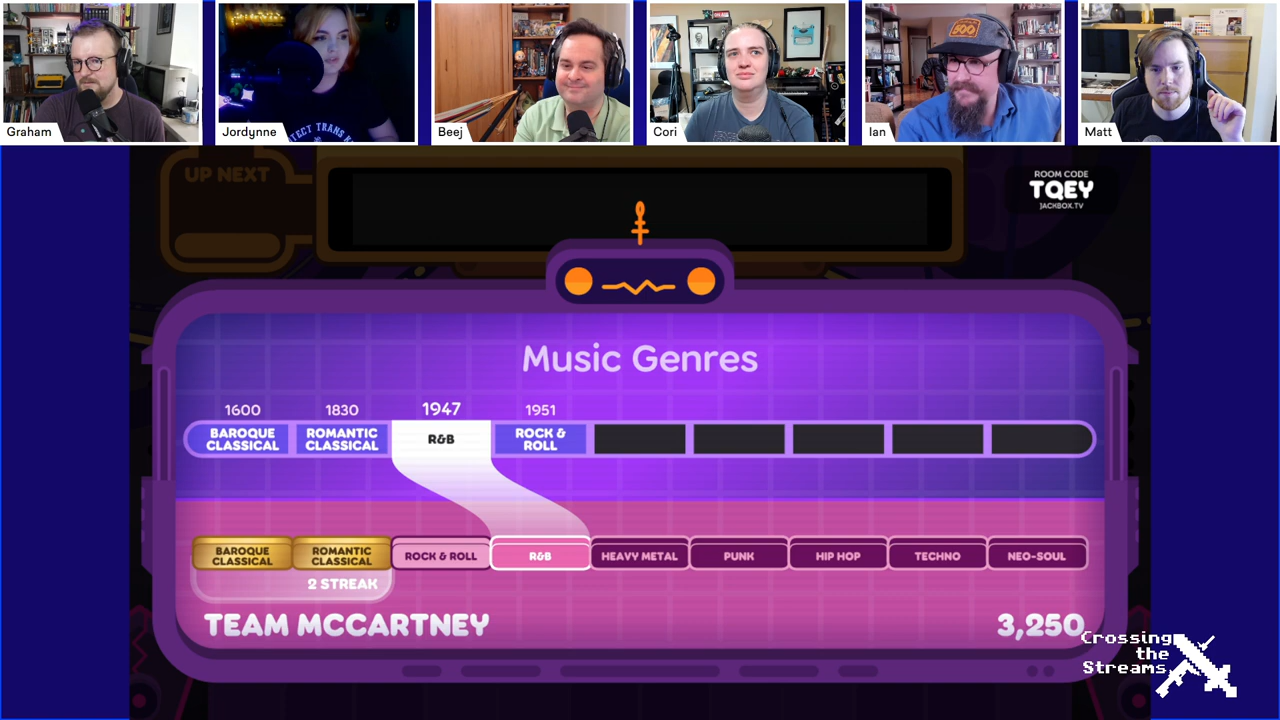 500
Graham
Jordynne
Beej
Cori
Ian
Matt
UP NEXT
ROOM CODE
TQEY
JACKBOX.TV
Music Genres
1600 1830 1947 1951
BAROQUE CLASSICAL
ROMANTIC CLASSICAL
R&B
ROCK & ROLL
BAROQUE CLASSICAL
ROMANTIC CLASSICAL
ROCK & ROLL
R&B
HEAVY METAL
PUNK
HIP HOP
TECHNO
NEO-SOUL
2 STREAK
TEAM MCCARTNEY
3,250
Crossing
the
Streams